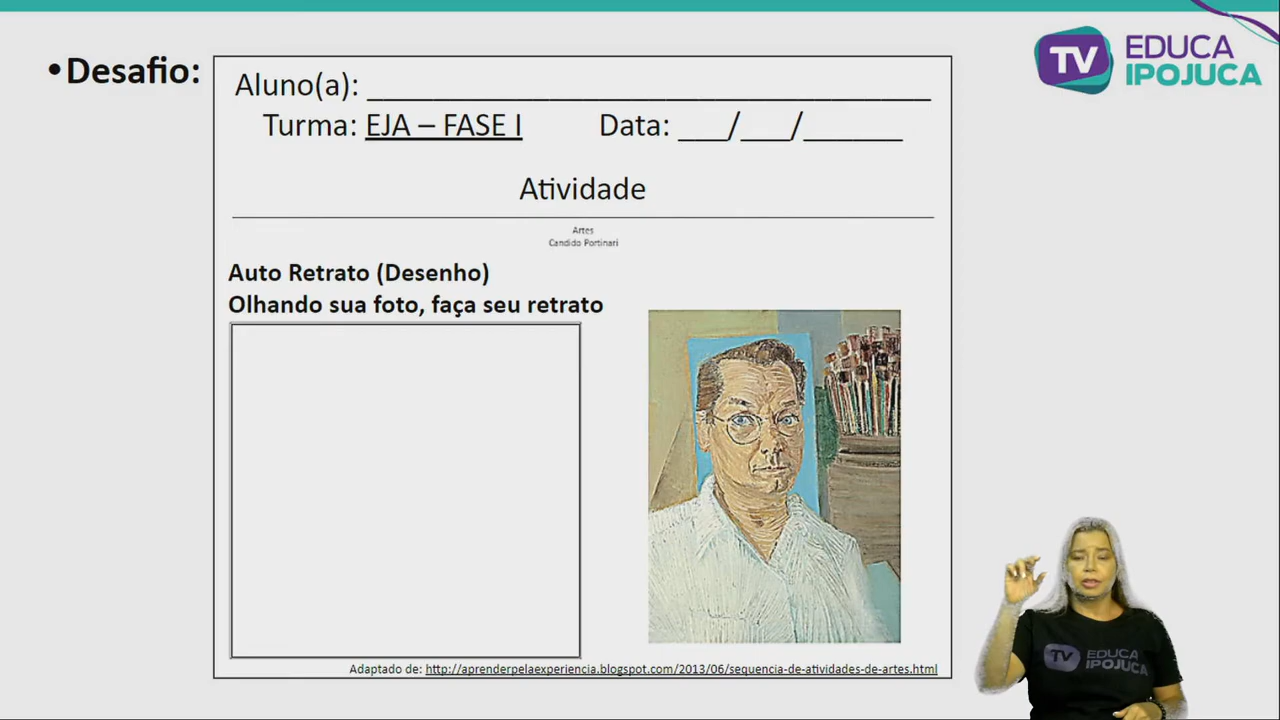 •Desafio:
Aluno(a): __________________________________
Turma: EJA – FASE I Data: ___/___/______
Atividade
Artes
Candido Portinari
Auto Retrato (Desenho)
Olhando sua foto, faça seu retrato
Adaptado de: http://aprenderpelaexperiencia.blogspot.com/2013/06/sequencia-de-atividades-de-artes.html
TV EDUCA
IPOJUCA
TV EDUCA
IPOJUCA